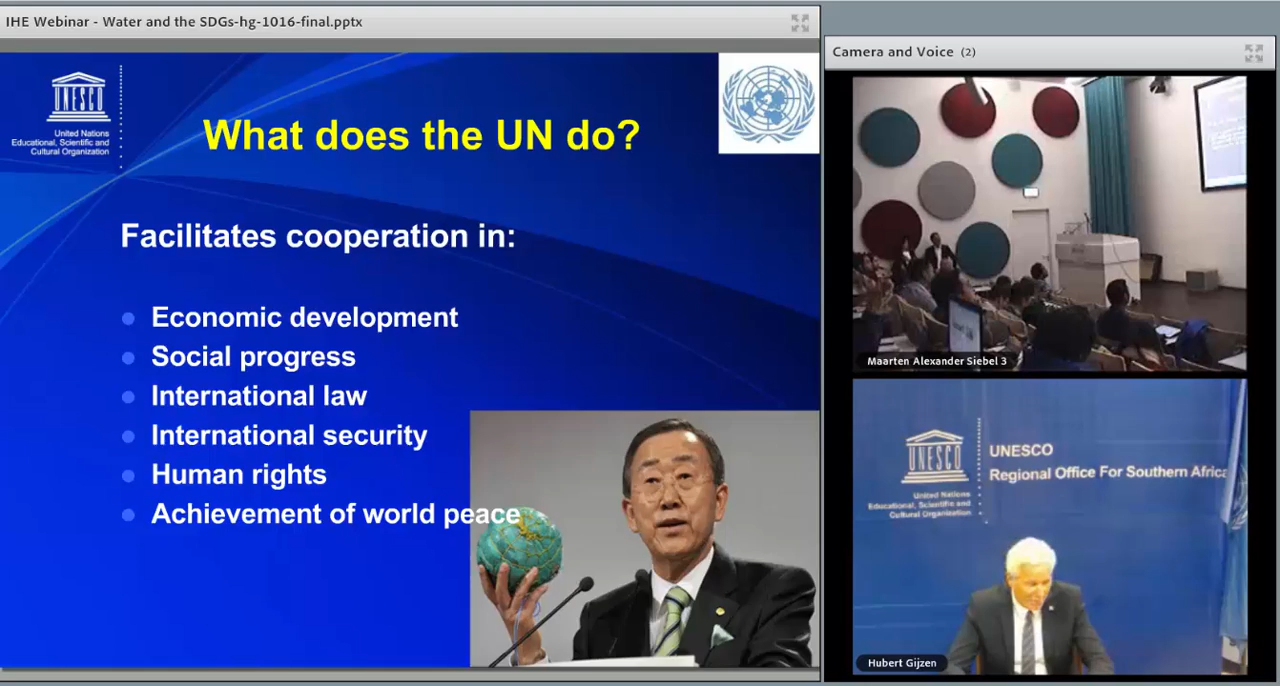 IHE Webinar - Water and the SDGs-hg-1016-final.pptx
UNESCO
United Nations
Educational, Scientific and
Cultural Organization
What does the UN do?
Facilitates cooperation in:
Economic development
Social progress
International law
International security
Human rights
Achievement of world peace
Camera and Voice (2)
Maarten Alexander Siebel 3
UNESCO
United Nations
Educational, Scientific and
Cultural Organization
UNESCO
Regional Office For Southern Africa
Hubert Gijzen